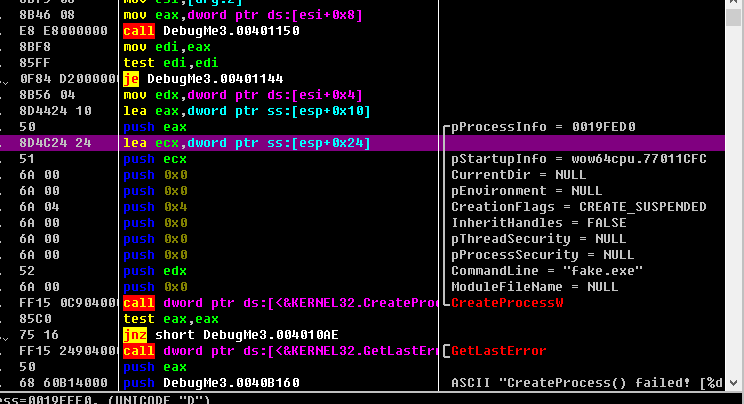 mov esi,[arg.2]
8B46 08 mov eax,dword ptr ds:[esi+0x8]
E8 E8000000 call DebugMe3.00401150
8BF8 mov edi,eax
85FF test edi,edi
0F84 D2000000 je DebugMe3.00401144
8B56 04 mov edx,dword ptr ds:[esi+0x4]
8D4424 10 lea eax,dword ptr ss:[esp+0x10]
50 push eax pProcessInfo = 0019FED0
8D4C24 24 lea ecx,dword ptr ss:[esp+0x24]
51 push ecx pStartupInfo = wow64cpu.77011CFC
6A 00 push 0x0 CurrentDir = NULL
6A 00 push 0x0 pEnvironment = NULL
6A 04 push 0x4 CreationFlags = CREATE_SUSPENDED
6A 00 push 0x0 InheritHandles = FALSE
6A 00 push 0x0 pThreadSecurity = NULL
6A 00 push 0x0 pProcessSecurity = NULL
52 push edx CommandLine = "fake.exe"
6A 00 push 0x0 ModuleFileName = NULL
FF15 0C904000 call dword ptr ds:[<&KERNEL32.CreateProc CreateProcessW
85C0 test eax,eax
75 16 jnz short DebugMe3.004010AE
FF15 24904000 call dword ptr ds:[<&KERNEL32.GetLastErr GetLastError
50 push eax
68 60B14000 push DebugMe3.0040B160 ASCII "CreateProcess() failed! [%d
(UNICODE "D")